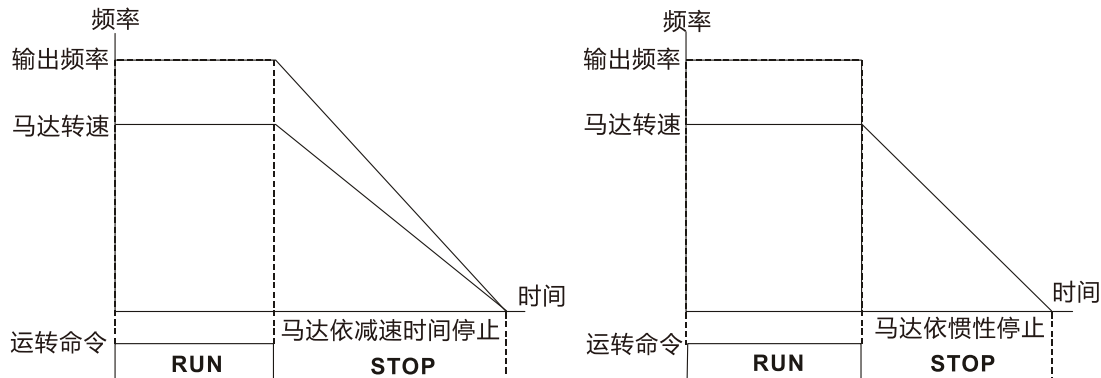 频率
输出频率
马达转速
时间
马达依减速时间停止
运转命令
RUN
STOP
频率
输出频率
马达转速
时间
马达依惯性停止
运转命令
RUN
STOP